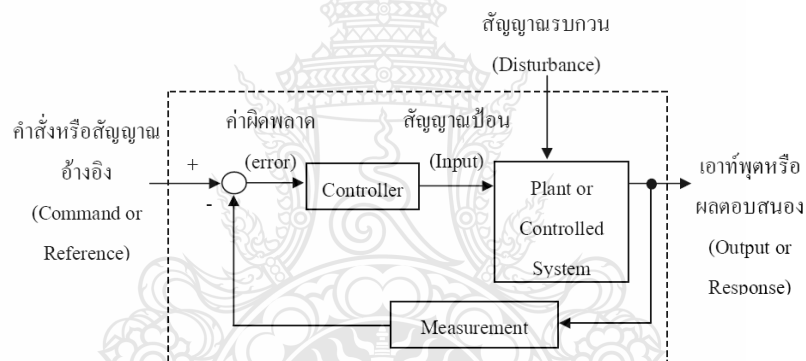 สัญญาณรบกวน
(Disturbance)
คำสั่งหรือสัญญาณ
อ้างอิง
(Command or
Reference)
+
-
ค่าผิดพลาด
(error)
Controller
สัญญาณป้อน
(Input)
Plant or
Controlled
System
เอาท์พุตหรือ
ผลตอบสนอง
(Output or
Response)
Measurement